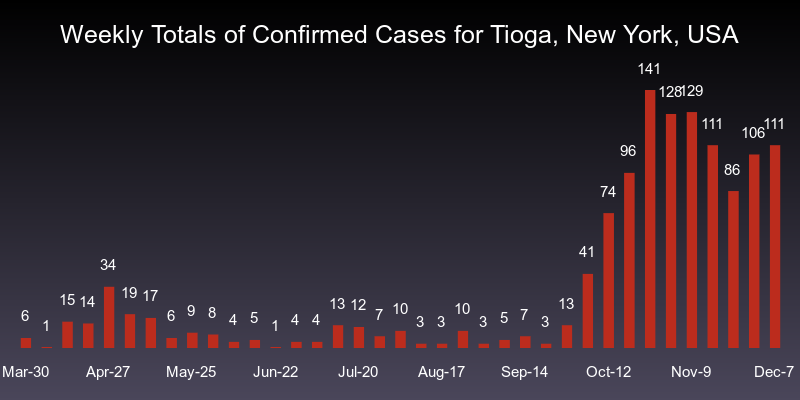 Weekly Totals of Confirmed Cases for Tioga, New York, USA
6 1 15 14 34 19 17 6 9 8 4 5 1 4 4 13 12 7 10 3 3 10 3 5 7 3 13 41 74 96 141 128 129 111 86 106 111
Mar-30 Apr-27 May-25 Jun-22 Jul-20 Aug-17 Sep-14 Oct-12 Nov-9 Dec-7